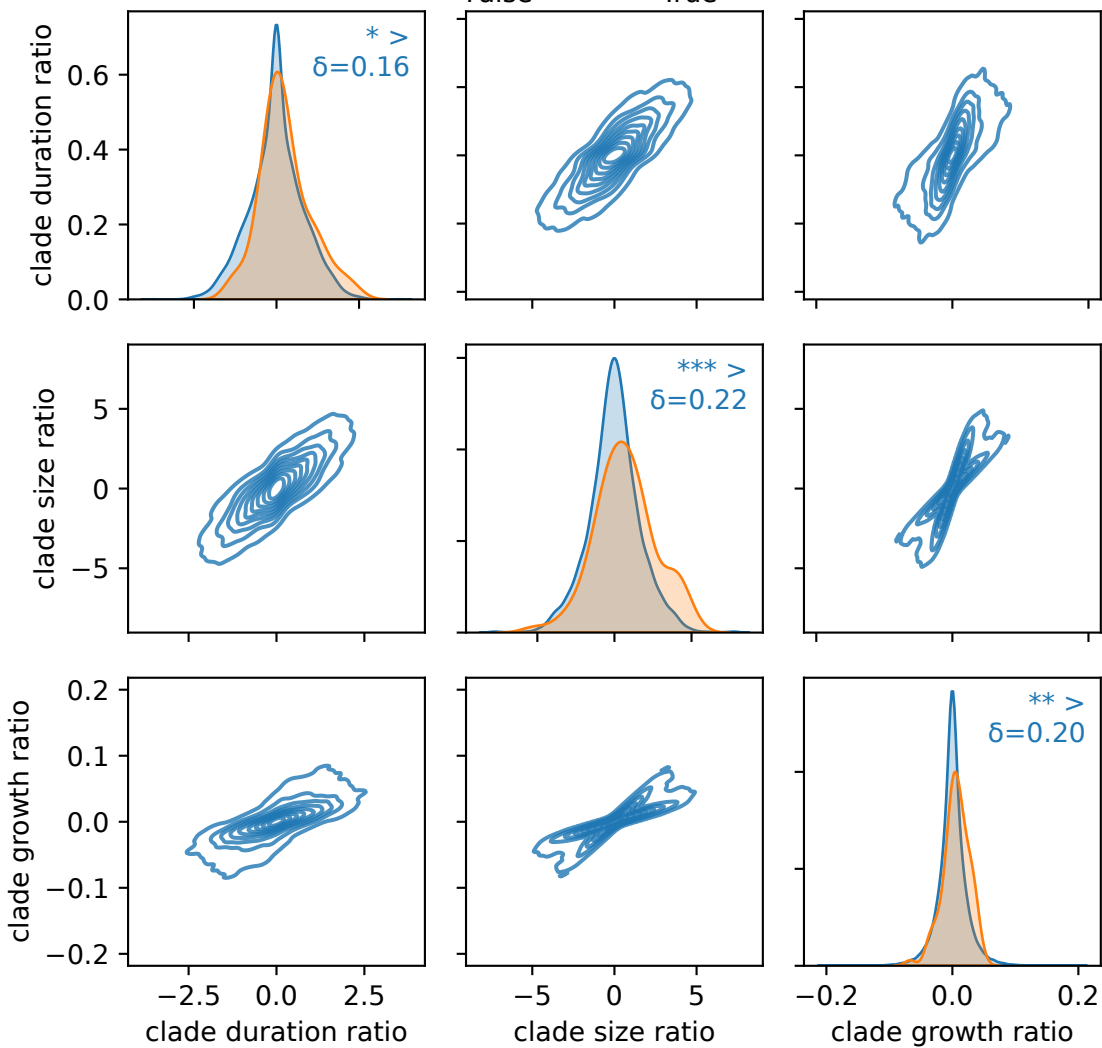 True
clade duration ratio
0.6
0.4
0.2
0.0
* >
δ=0.16
clade size ratio
5
0
−5
*** >
δ=0.22
clade growth ratio
0.2
0.1
0.0
−0.1
−0.2
** >
δ=0.20
−2.5 0.0 2.5
−5 0 5
−0.2 0.0 0.2
clade duration ratio
clade size ratio
clade growth ratio